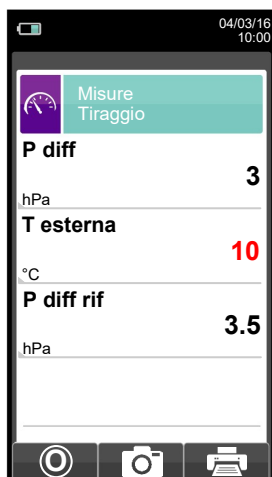 04/03/16
10:00
Misure
Tiraggio
P diff
3
hPa
T esterna
10
°C
P diff rif
3.5
hPa